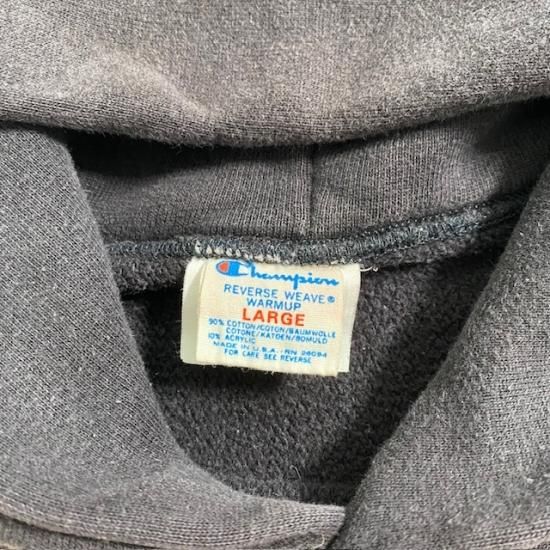 Champion
REVERSE WEAVE®
WARMUP
LARGE
90% COTTON/COTON/BAUMWOLLE
COTONE/KATOEN/BOMULD
10% ACRYLIC
MADE IN U.S.A. RN 26094
FOR CARE SEE REVERSE